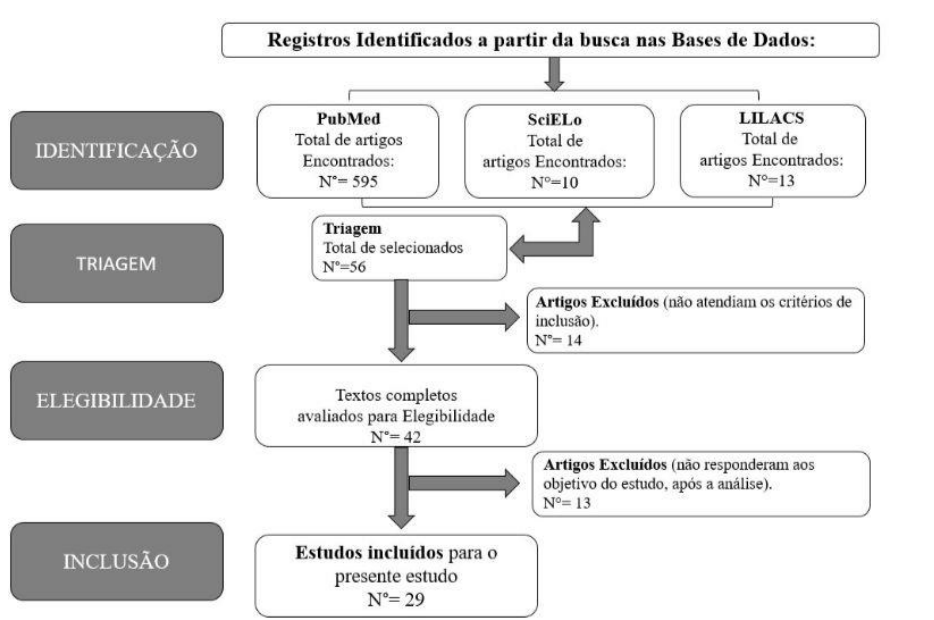 Registros Identificados a partir da busca nas Bases de Dados:
IDENTIFICAÇÃO
PubMed
Total de artigos
Encontrados:
N°= 595
SciELo
Total de
artigos Encontrados:
N°=10
LILACS
Total de
artigos Encontrados:
N°=13
TRIAGEM
Triagem
Total de selecionados
N°=56
Artigos Excluídos (não atendiam os critérios de
inclusão).
N°= 14
ELEGIBILIDADE
Textos completos
avaliados para Elegibilidade
N°= 42
Artigos Excluídos (não responderam aos
objetivo do estudo, após a análise).
N°= 13
INCLUSÃO
Estudos incluídos para o
presente estudo
N°= 29